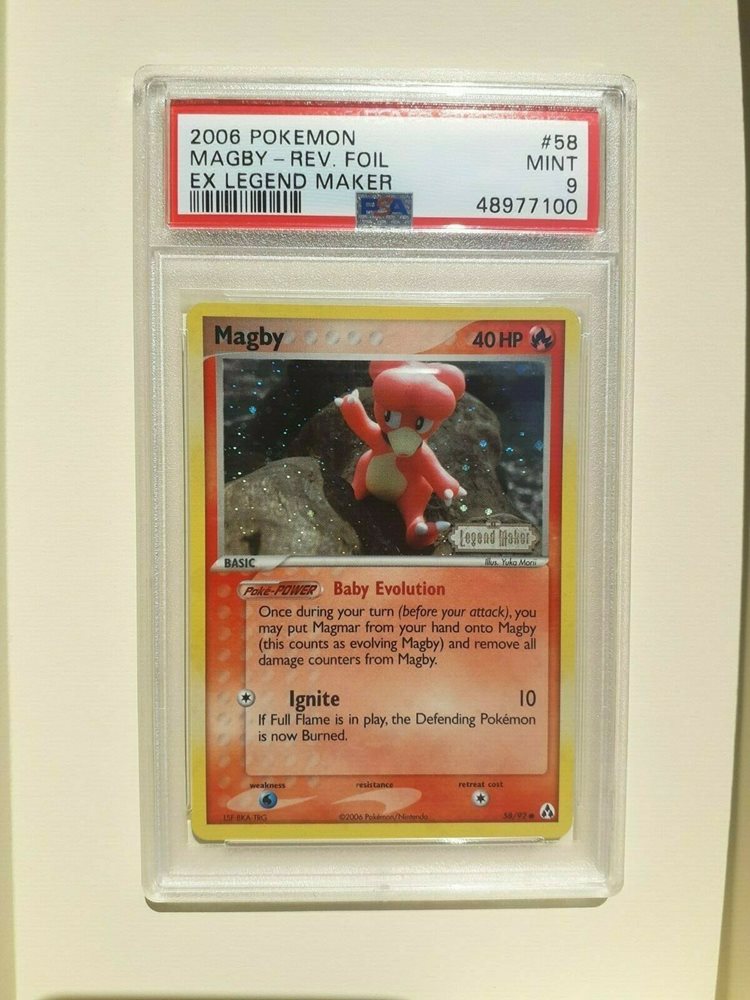 2006 POKEMON #58
MAGBY - REV. FOIL MINT
EX LEGEND MAKER 9
PSA 48977100
Magby 40 HP
Legend Maker
BASIC Illus. Yuka Morii
Poké-POWER Baby Evolution
Once during your turn (before your attack), you
may put Magmar from your hand onto Magby
(this counts as evolving Magby) and remove all
damage counters from Magby.
Ignite 10
If Full Flame is in play, the Defending Pokémon
is now Burned.
weakness resistance retreat cost
©2006 Pokémon/Nintendo 58/92